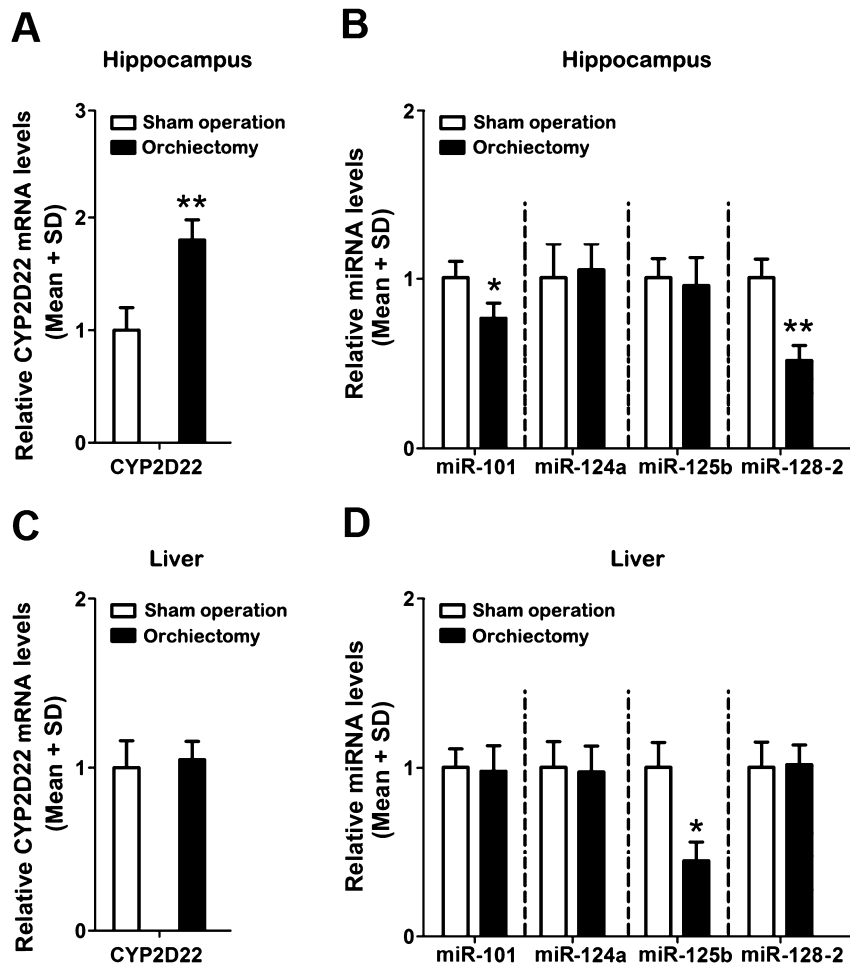 A
Hippocampus
Relative CYP2D22 mRNA levels
(Mean + SD)
3
2
1
0
Sham operation
Orchiectomy
**
CYP2D22
B
Hippocampus
Relative miRNA levels
(Mean + SD)
2
1
0
Sham operation
Orchiectomy
*
**
miR-101 miR-124a miR-125b miR-128-2
C
Liver
Relative CYP2D22 mRNA levels
(Mean + SD)
2
1
0
Sham operation
Orchiectomy
CYP2D22
D
Liver
Relative miRNA levels
(Mean + SD)
2
1
0
Sham operation
Orchiectomy
*
miR-101 miR-124a miR-125b miR-128-2